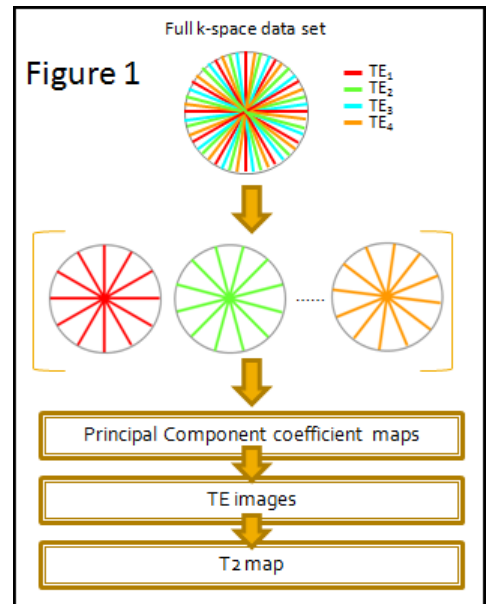 Full k-space data set
Figure 1
TE₁
TE₂
TE₃
TE₄
......
Principal Component coefficient maps
TE images
T2 map